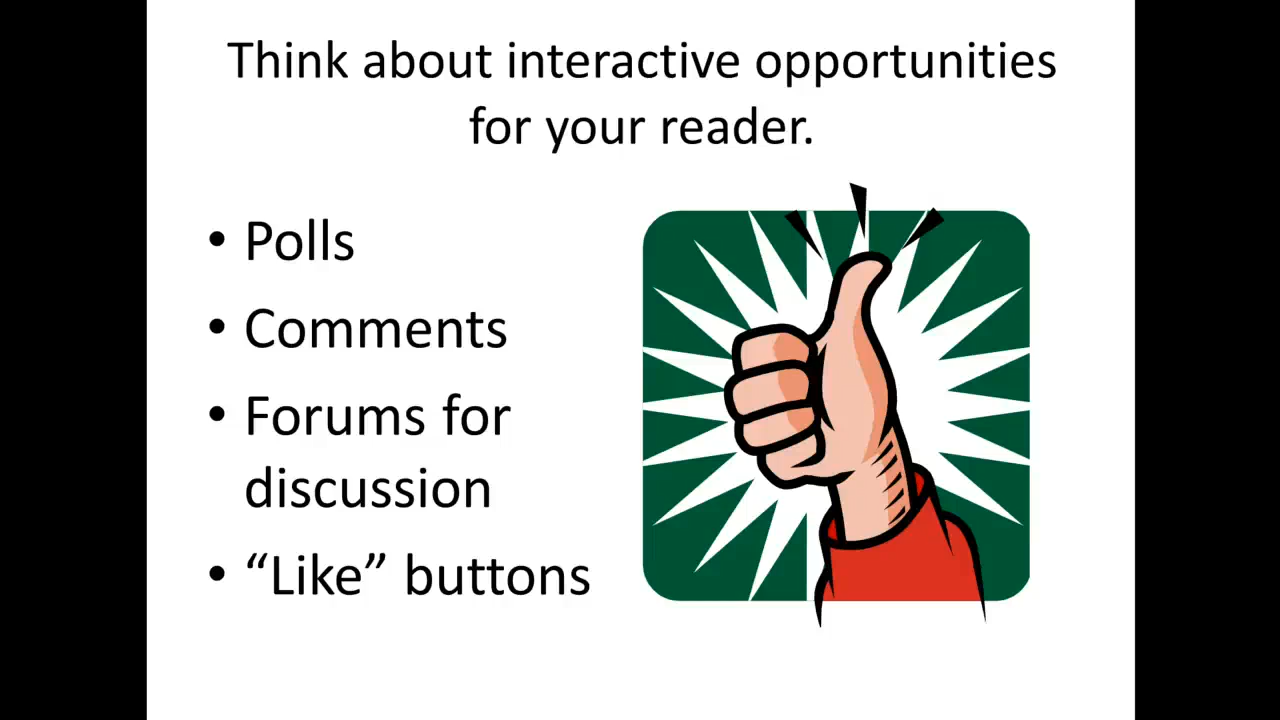 Think about interactive opportunities
for your reader.
• Polls
• Comments
• Forums for
discussion
• “Like” buttons